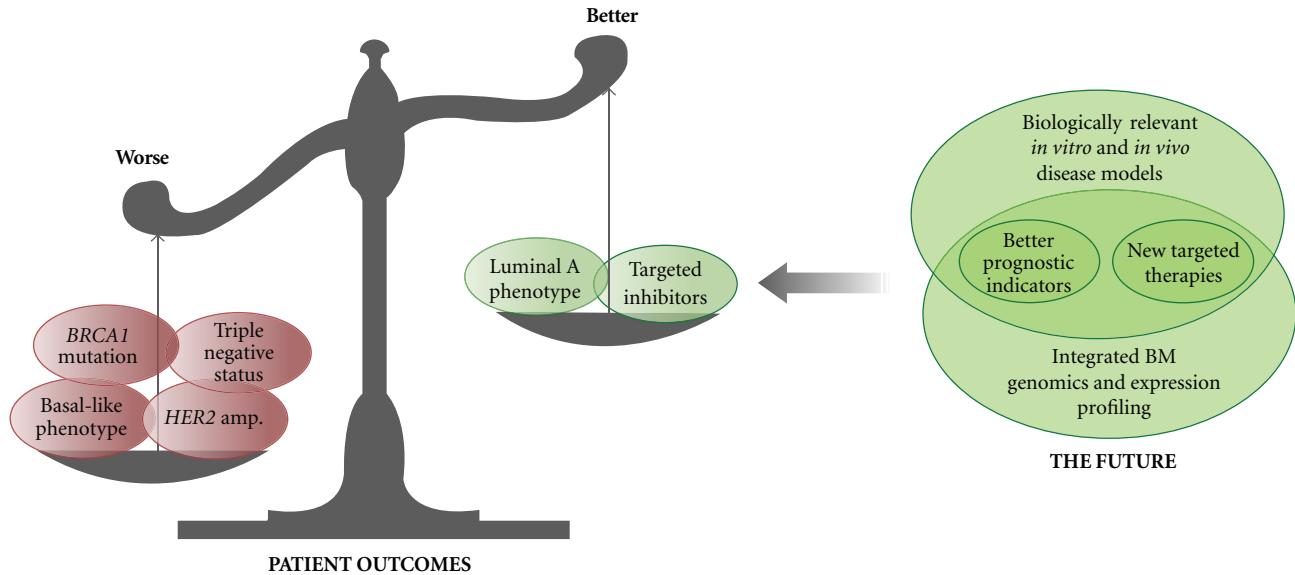 Better
Worse
BRCA1
mutation
Triple
negative
status
Basal-like
phenotype
HER2 amp.
Luminal A
phenotype
Targeted
inhibitors
PATIENT OUTCOMES
Biologically relevant
in vitro and in vivo
disease models
Better
prognostic
indicators
New targeted
therapies
Integrated BM
genomics and expression
profiling
THE FUTURE